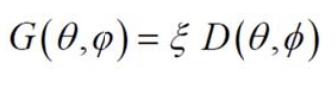 G(θ,φ) = ξ D(θ,ϕ)